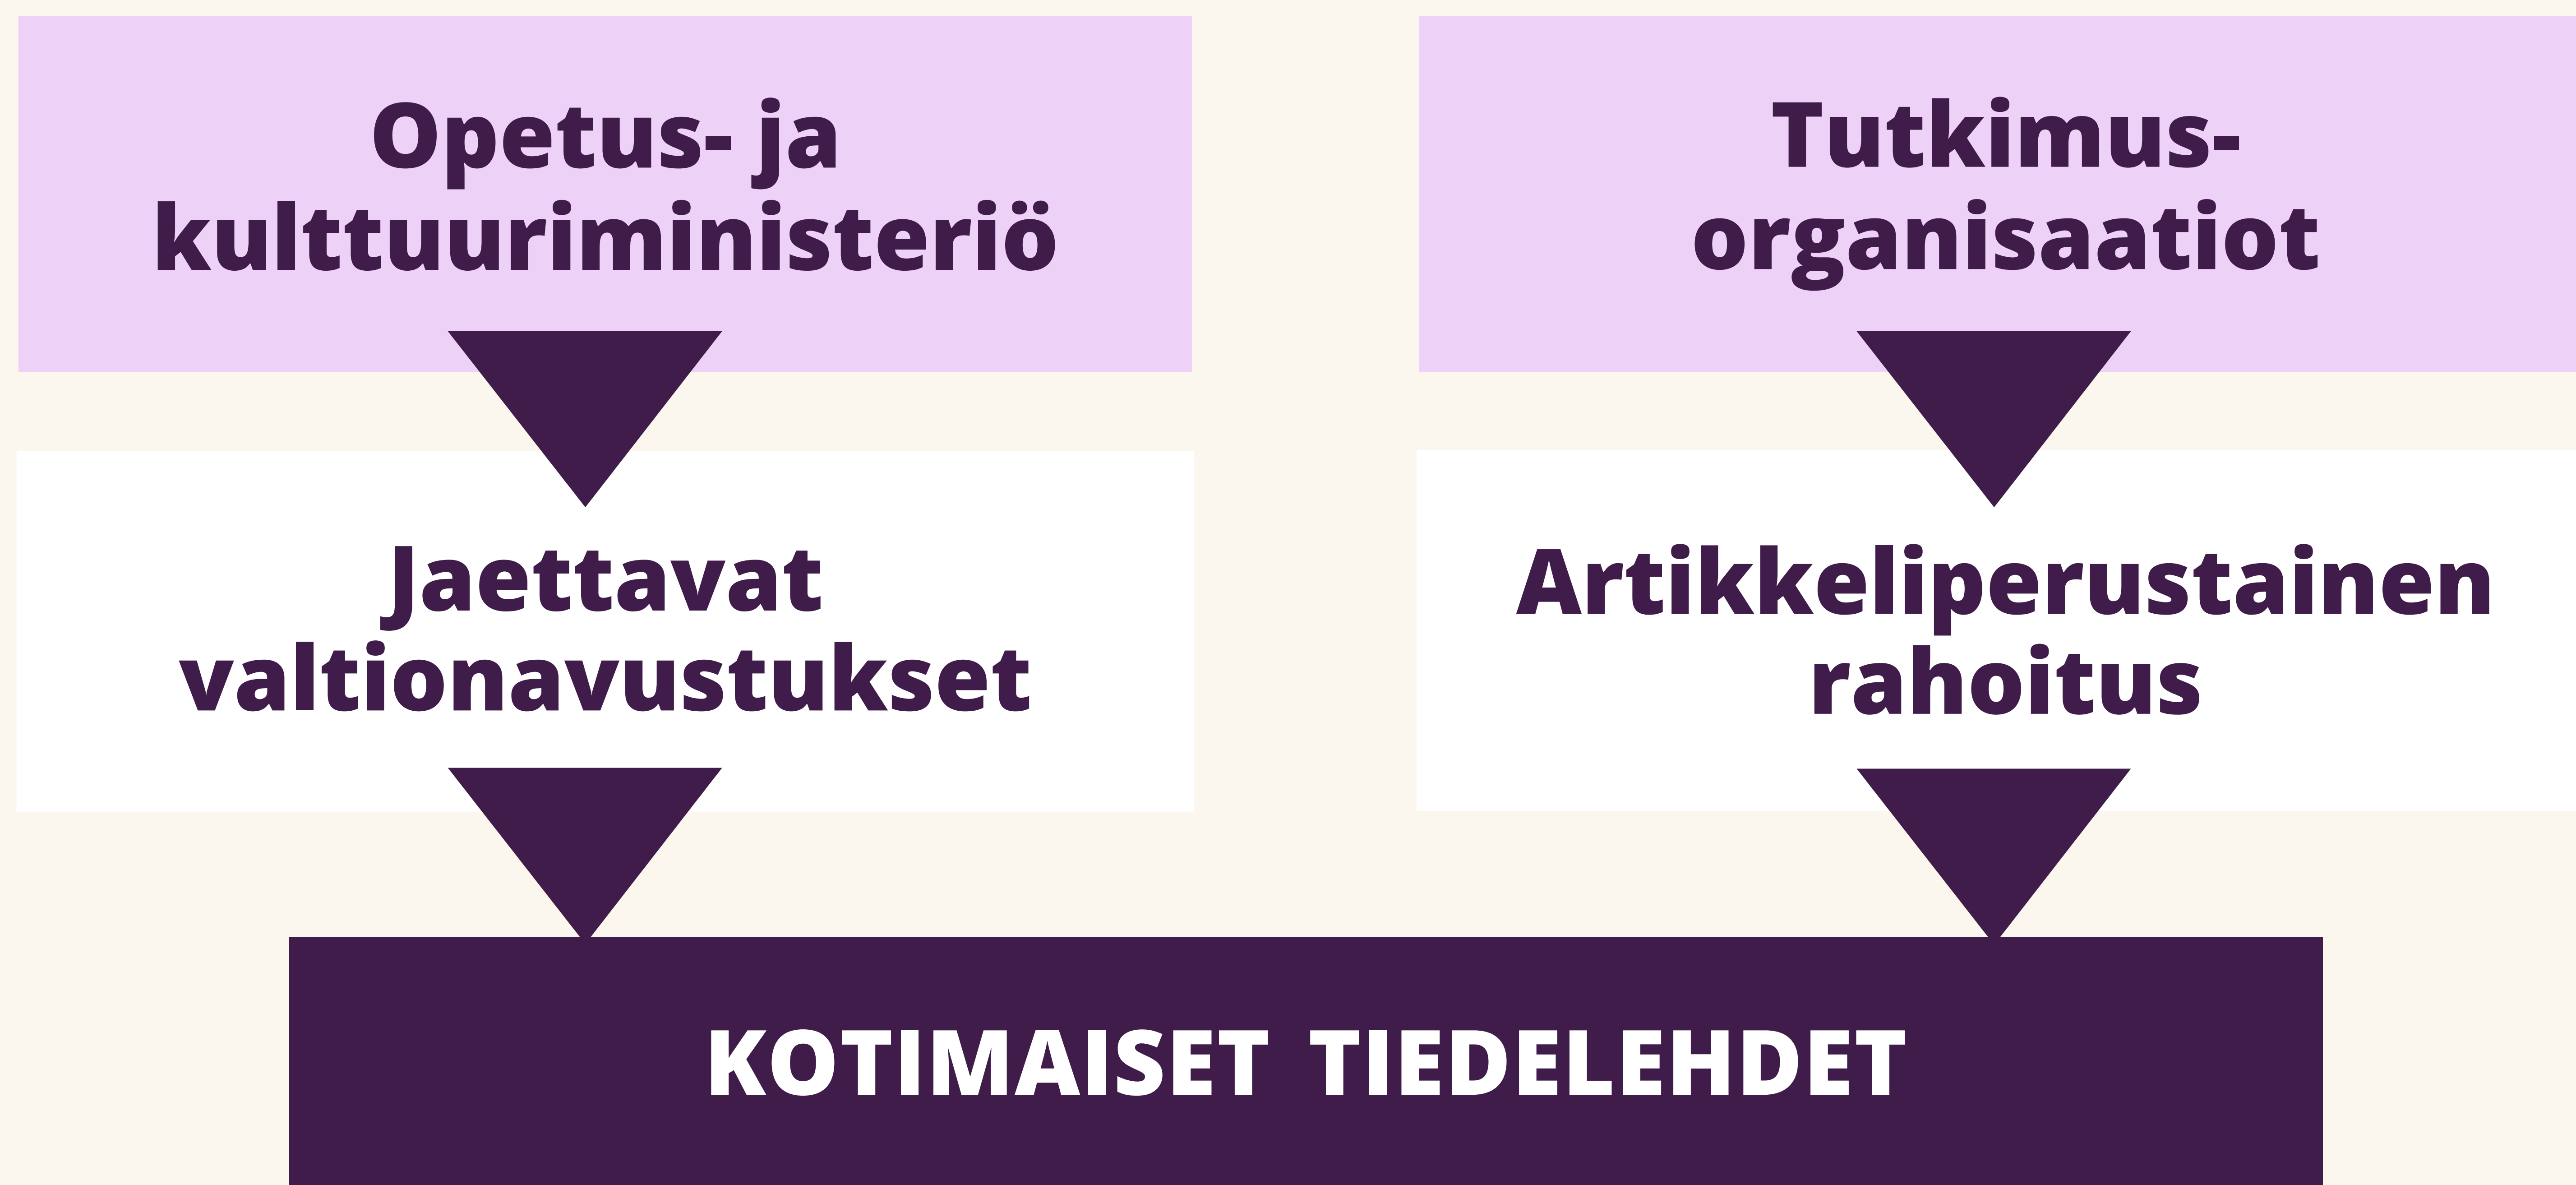 Opetus- ja
kulttuuriministeriö
Tutkimus-
organisaatiot
Jaettavat
valtionavustukset
Artikkeliperustainen
rahoitus
KOTIMAISET TIEDELEHDET